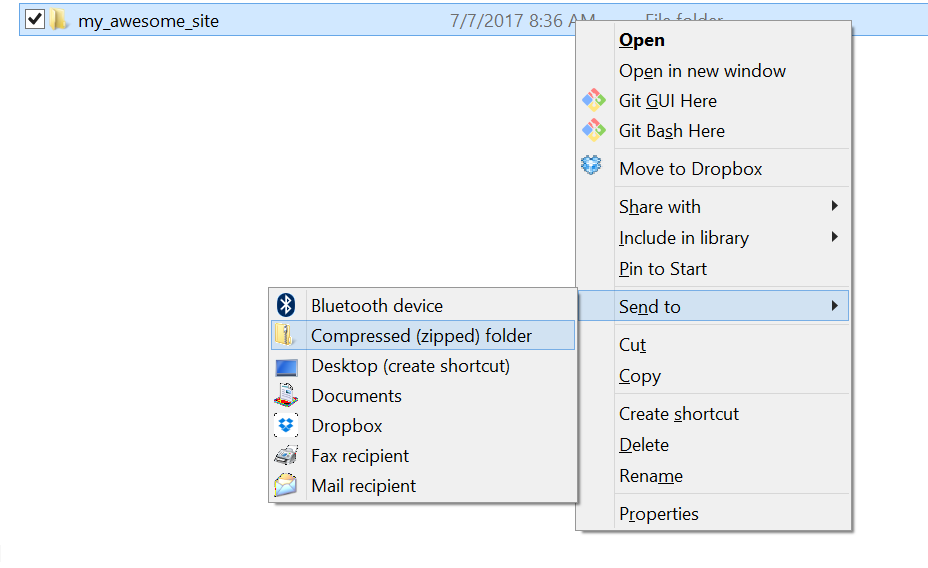 my_awesome_site 7/7/2017 8:36 AM File folder
Open
Open in new window
Git GUI Here
Git Bash Here
Move to Dropbox
Share with
Include in library
Pin to Start
Send to
Cut
Copy
Create shortcut
Delete
Rename
Properties
Bluetooth device
Compressed (zipped) folder
Desktop (create shortcut)
Documents
Dropbox
Fax recipient
Mail recipient